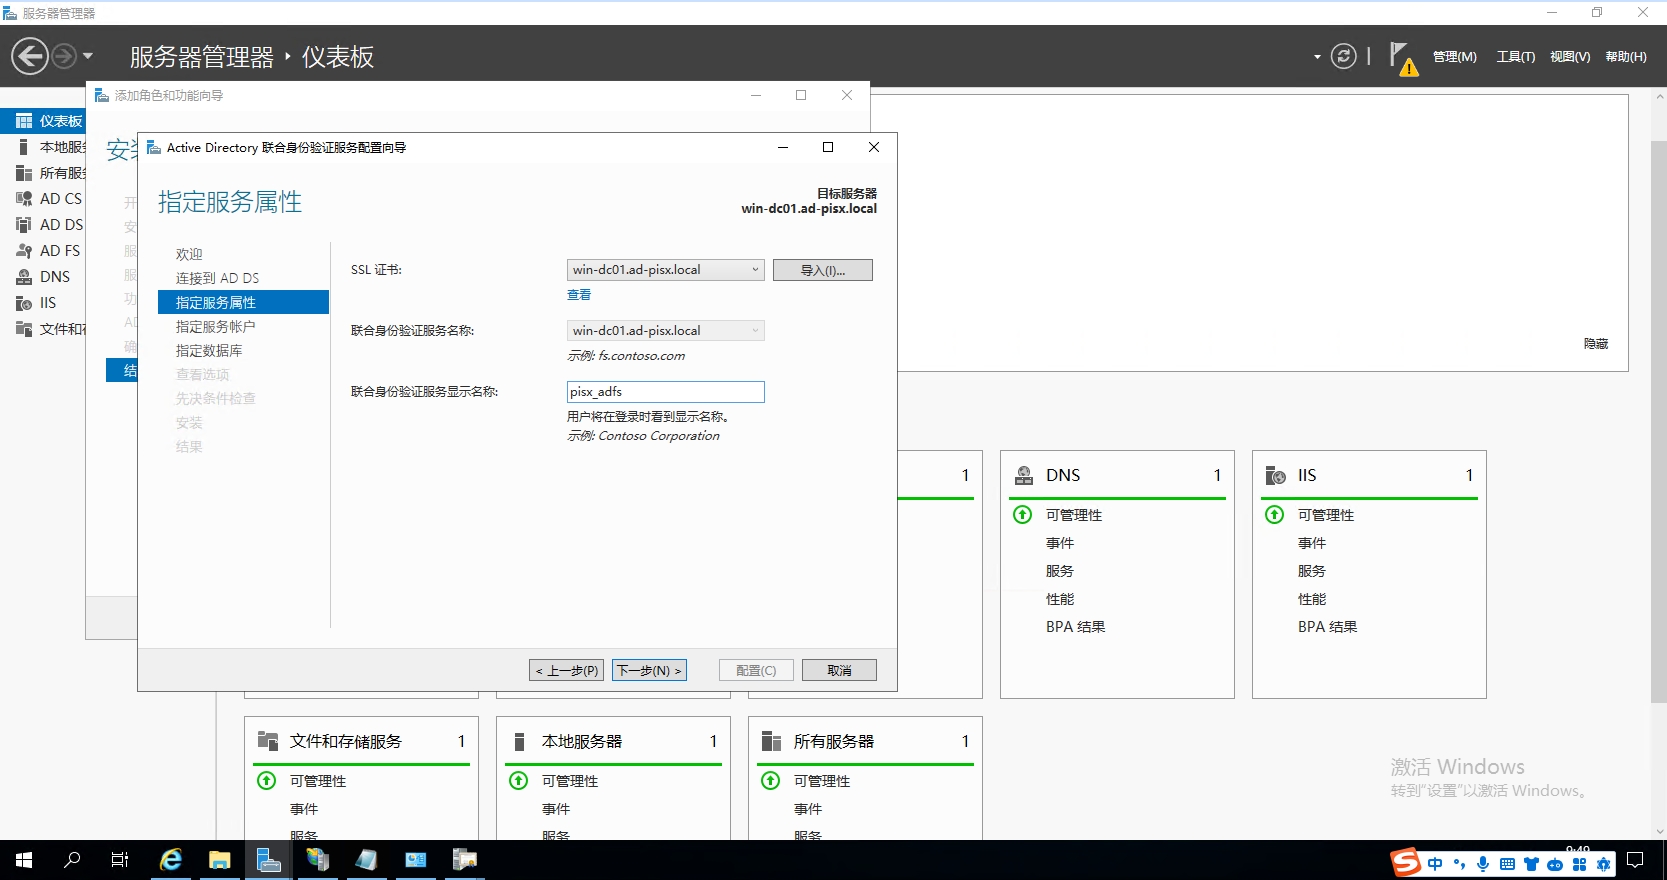 服务器管理器
服务器管理器 ‣ 仪表板
管理(M) 工具(T) 视图(V) 帮助(H)
仪表板
本地服务
所有服务
AD CS
AD DS
AD FS
DNS
IIS
文件和存
添加角色和功能向导
安装
开
安
服
服
功
AD
确
结
Active Directory 联合身份验证服务配置向导
指定服务属性
目标服务器
win-dc01.ad-pisx.local
欢迎
连接到 AD DS
指定服务属性
指定服务帐户
指定数据库
查看选项
先决条件检查
安装
结果
SSL 证书:
win-dc01.ad-pisx.local
导入(I)...
查看
联合身份验证服务名称:
win-dc01.ad-pisx.local
示例: fs.contoso.com
联合身份验证服务显示名称:
pisx_adfs
用户将在登录时看到显示名称。
示例: Contoso Corporation
< 上一步(P)
下一步(N) >
配置(C)
取消
隐藏
1
DNS 1
可管理性
事件
服务
性能
BPA 结果
IIS 1
可管理性
事件
服务
性能
BPA 结果
文件和存储服务 1
可管理性
事件
服务
本地服务器 1
可管理性
事件
服务
所有服务器 1
可管理性
事件
服务
激活 Windows
转到"设置"以激活 Windows。
中